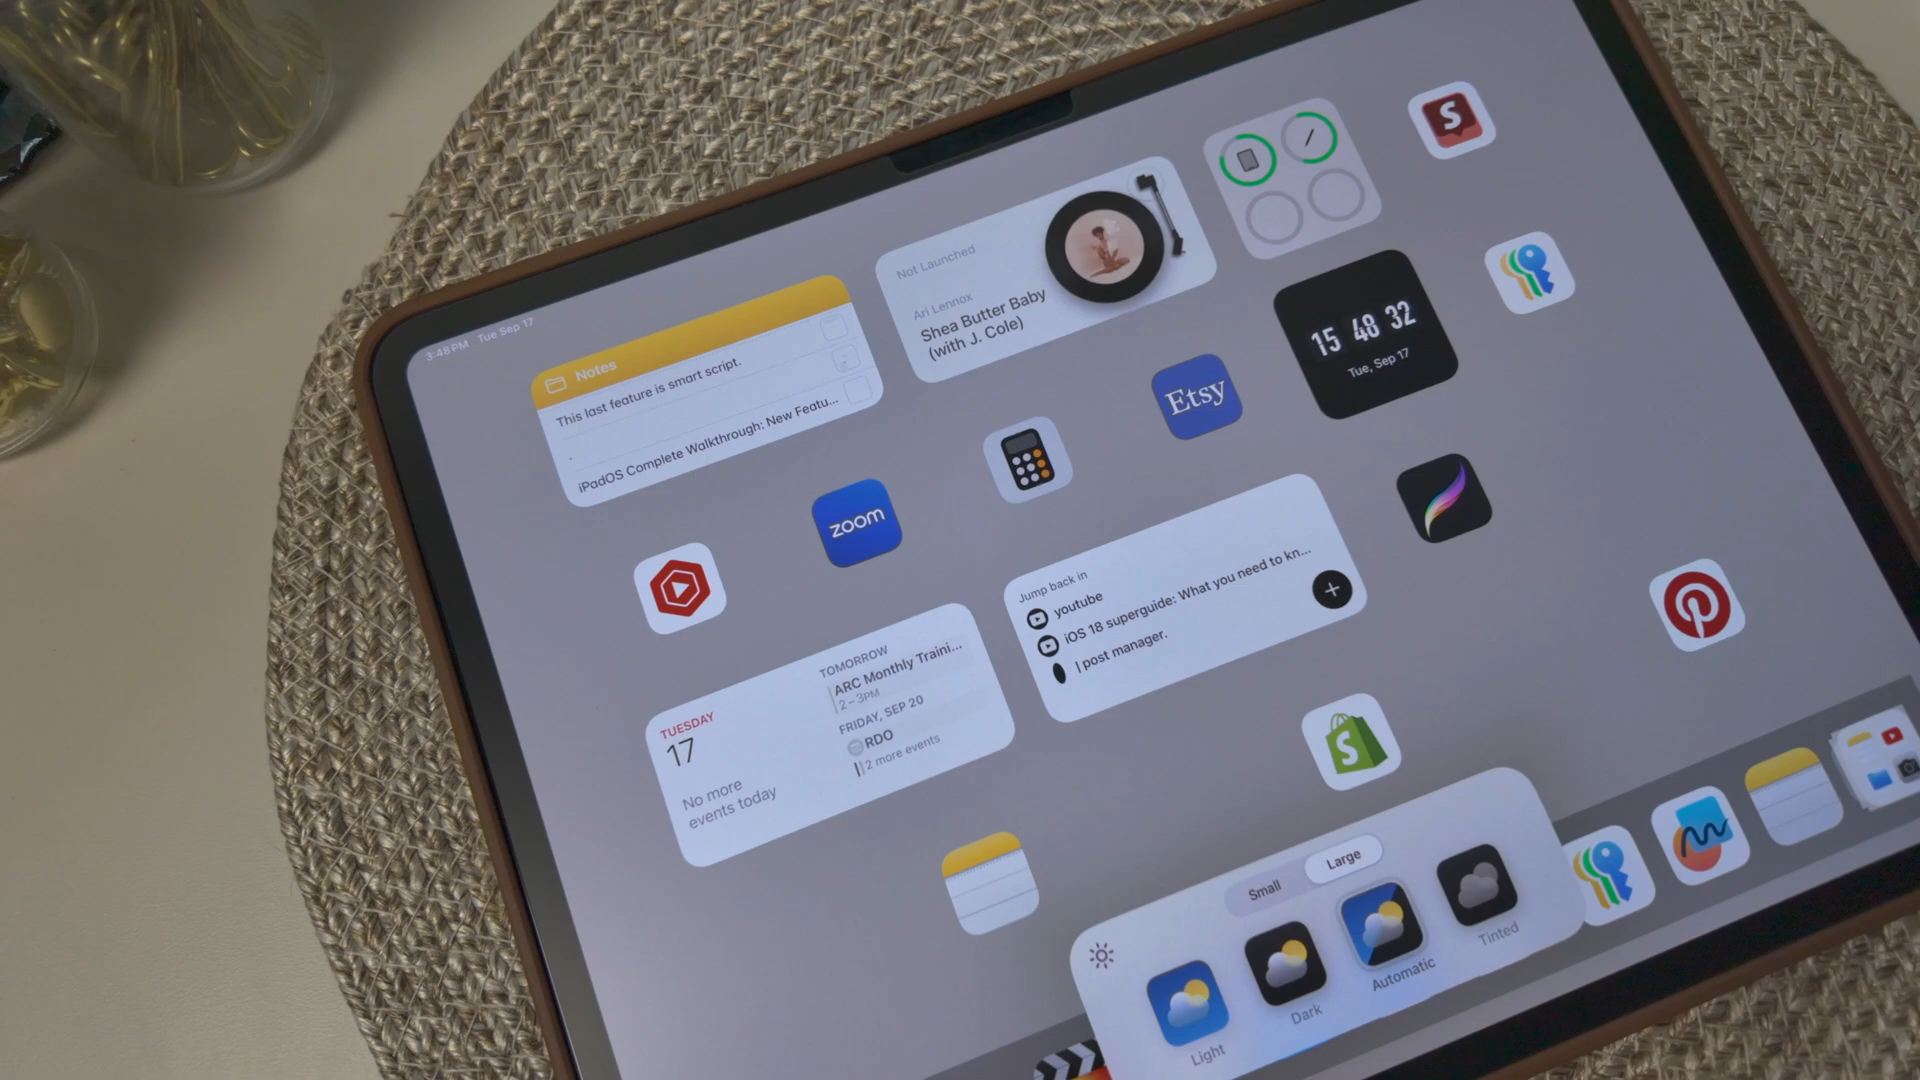 3:48 PM Tue Sep 17
Notes
This last feature is smart script.
.
iPadOS Complete Walkthrough: New Featu...
Not Launched
Ari Lennox
Shea Butter Baby
(with J. Cole)
S
15 48 32
Tue, Sep 17
Etsy
zoom
Jump back in
youtube
iOS 18 superguide: What you need to kn...
| post manager.
TUESDAY
17
No more
events today
TOMORROW
ARC Monthly Traini...
2–3PM
FRIDAY, SEP 20
RDO
2 more events
S
Small
Large
Light
Dark
Automatic
Tinted